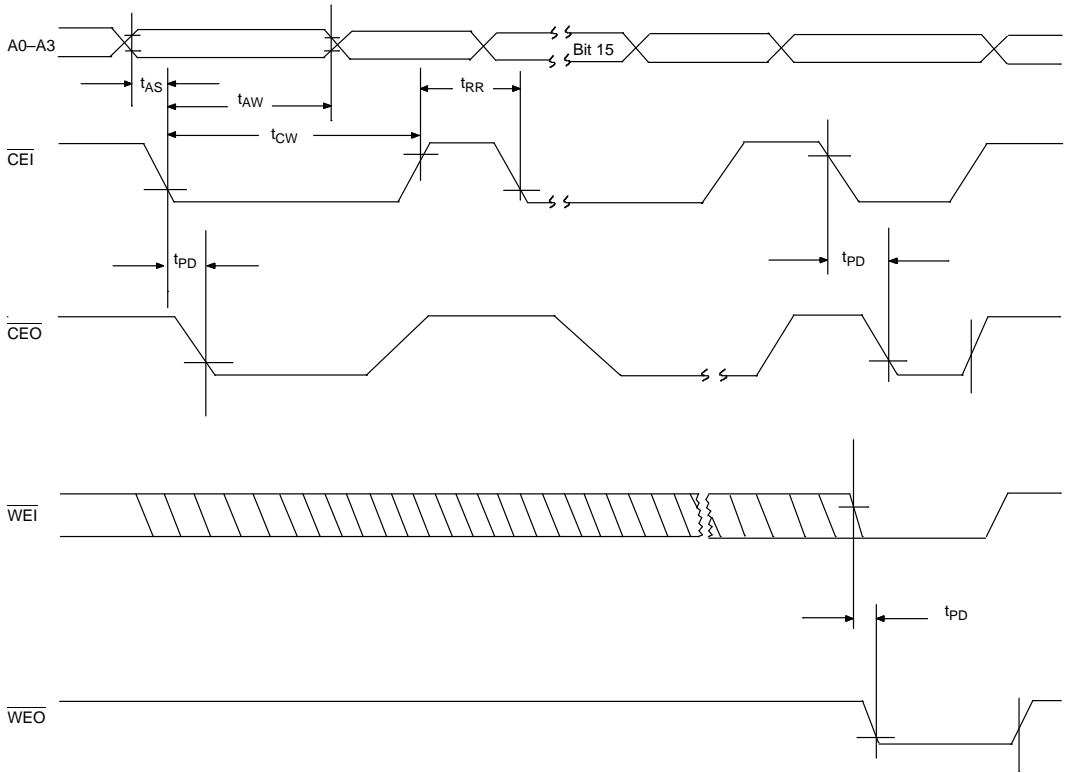 A0–A3
Bit 15
tAS
tRR
tAW
tCW
CEI
tPD
tPD
CEO
WEI
tPD
WEO